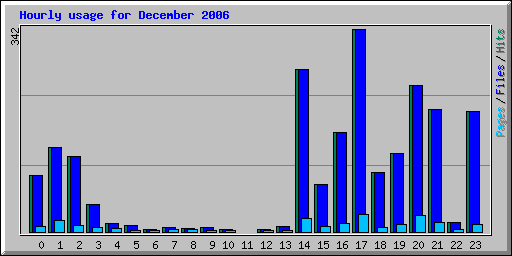 Hourly usage for December 2006
342
Pages/Files/Hits
0 1 2 3 4 5 6 7 8 9 10 11 12 13 14 15 16 17 18 19 20 21 22 23